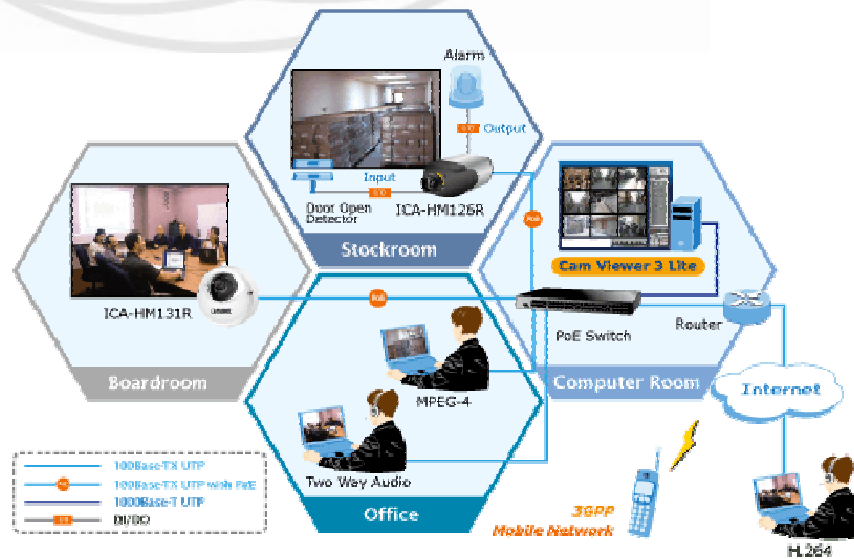 Alarm
Output
Input
Door Open
Detector
ICA-HM126R
Stockroom
PoE
Cam Viewer 3 Lite
ICA-HM131R
PoE
PoE Switch
Router
Boardroom
MPEG-4
Computer Room
Internet
Two Way Audio
Office
100Base-TX UTP
100Base-TX UTP with PoE
1000Base-T UTP
DI/DO
3GPP
Mobile Network
H.264